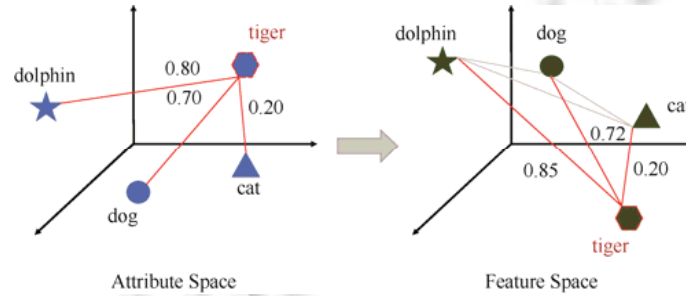 tiger
dolphin
0.80
0.70
0.20
cat
dog
Attribute Space
dolphin
dog
cat
0.72
0.85
0.20
tiger
Feature Space